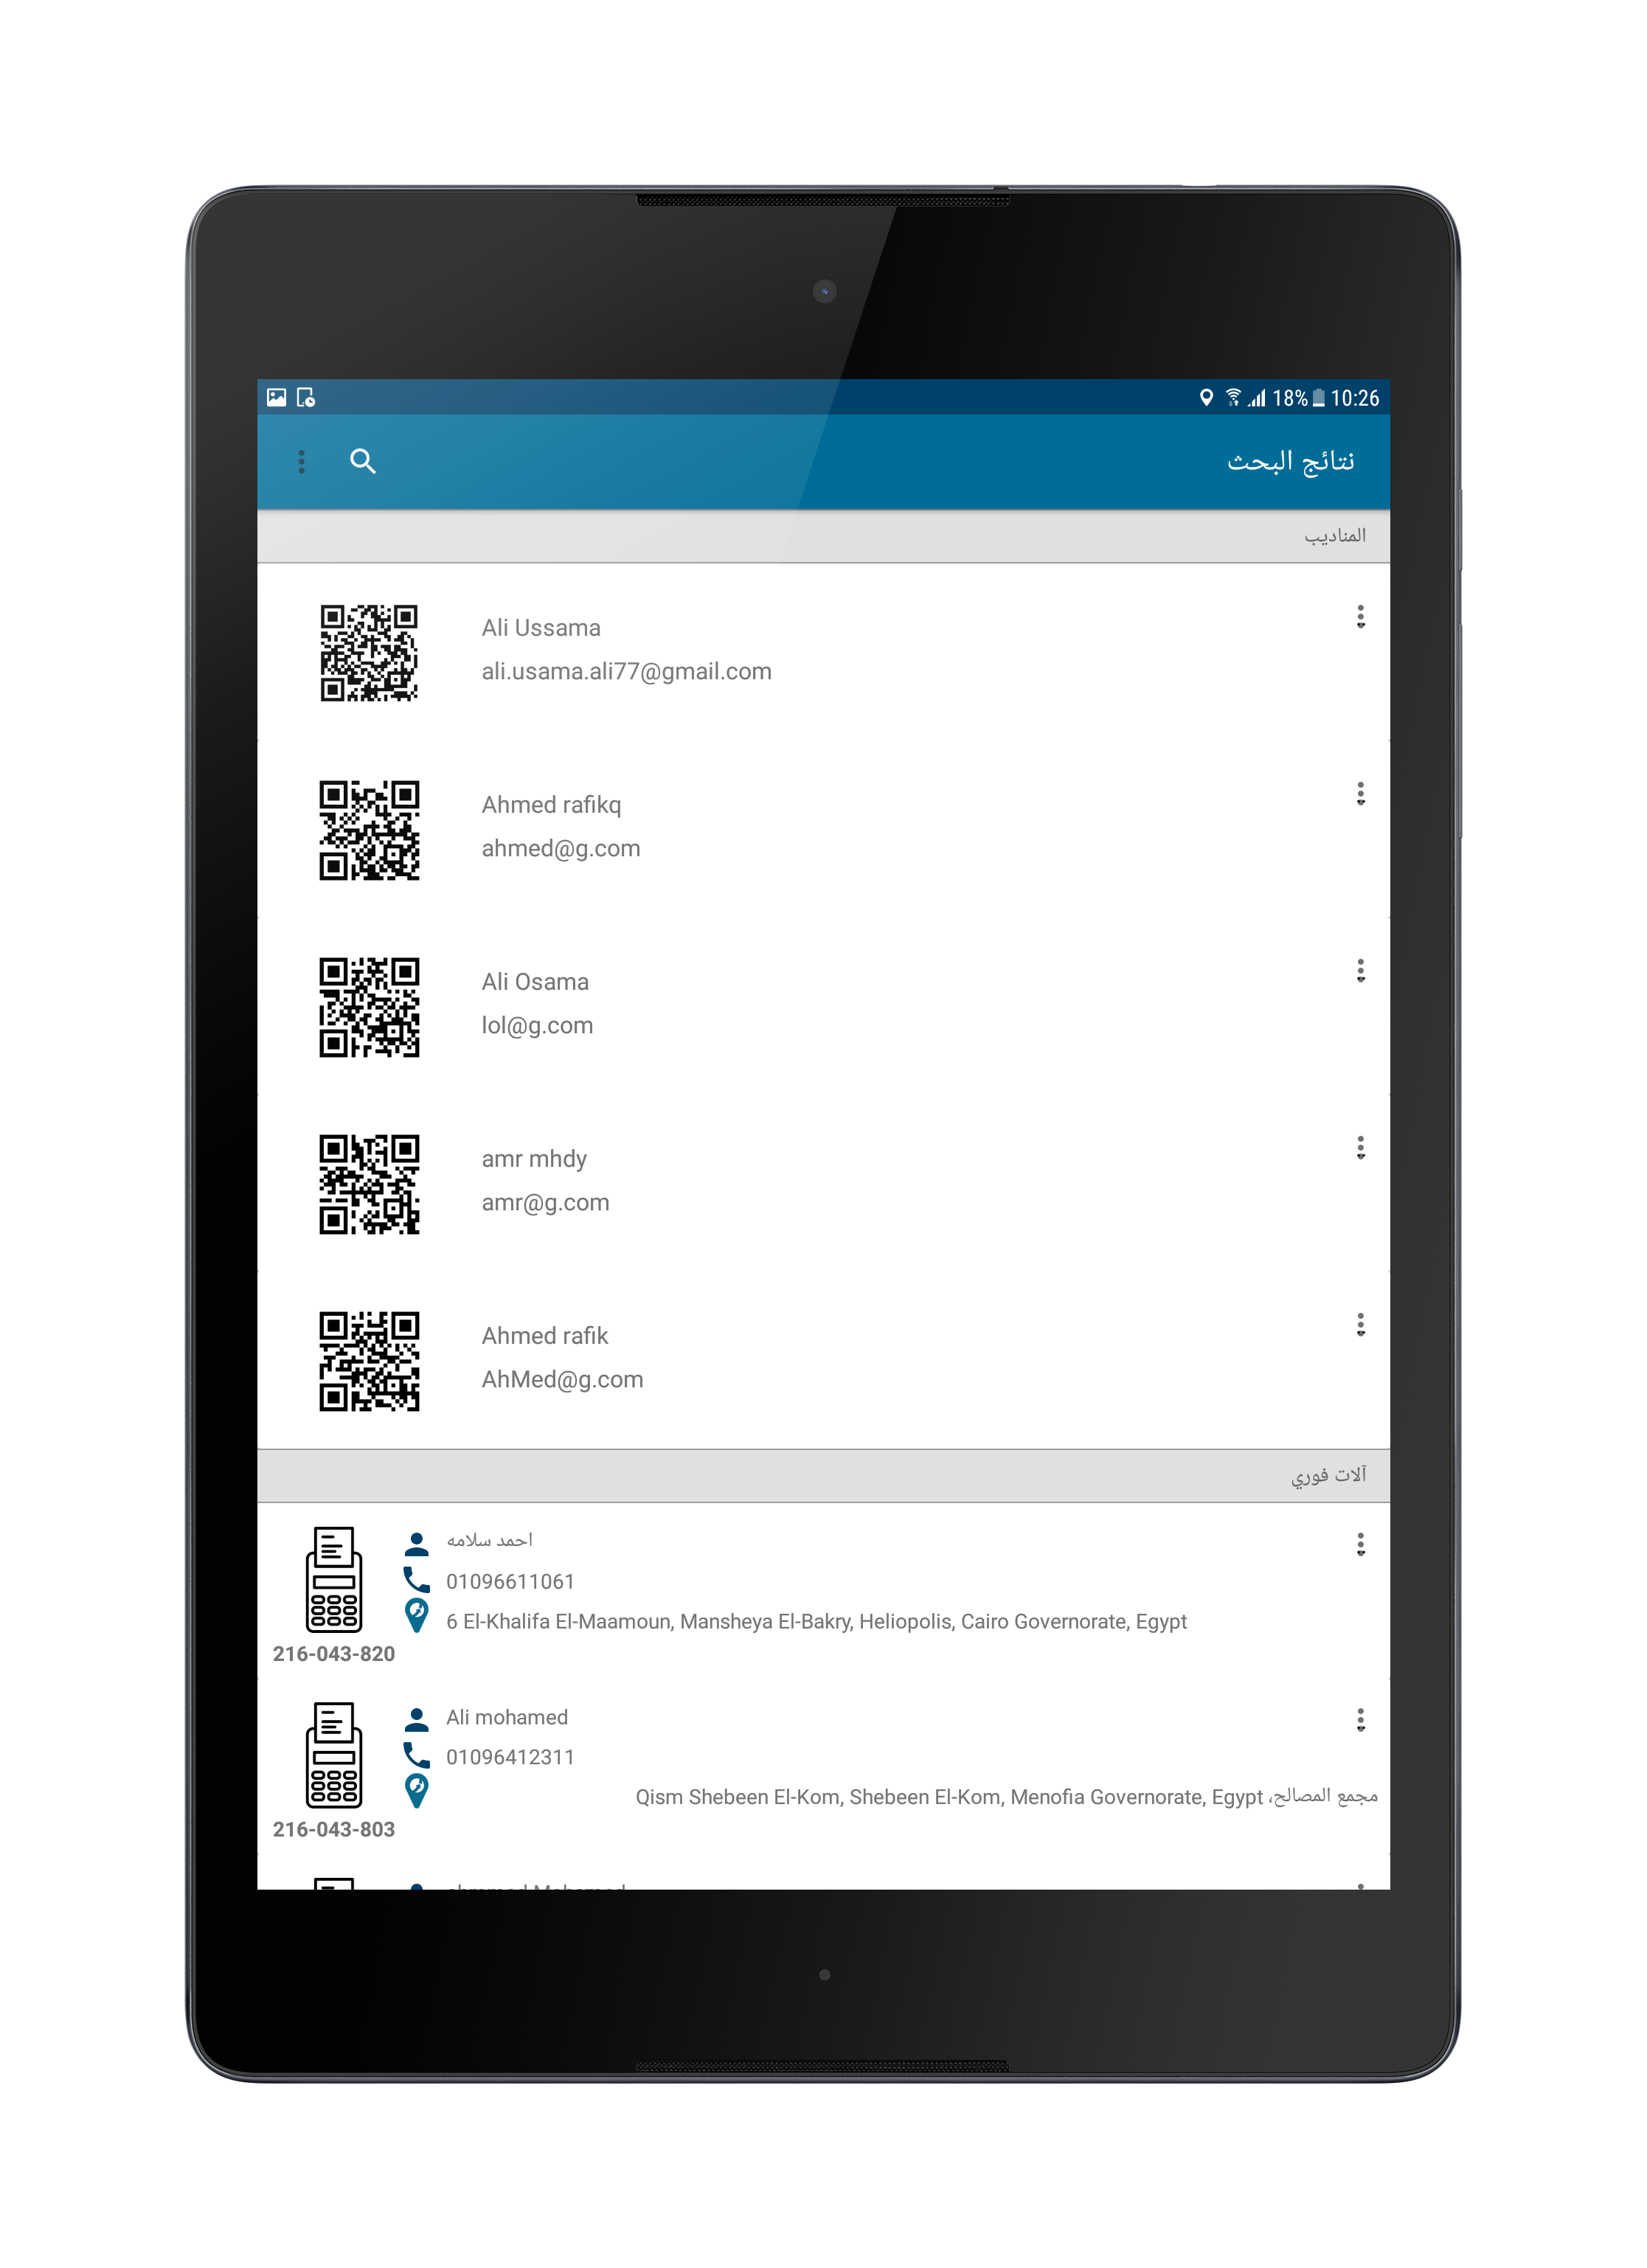 18% 10:26
نتائج البحث
المناديب
Ali Ussama
ali.usama.ali77@gmail.com
Ahmed rafikq
ahmed@g.com
Ali Osama
lol@g.com
amr mhdy
amr@g.com
Ahmed rafik
AhMed@g.com
آلات فوري
احمد سلامه
01096611061
6 El-Khalifa El-Maamoun, Mansheya El-Bakry, Heliopolis, Cairo Governorate, Egypt
216-043-820
Ali mohamed
01096412311
مجمع المصالح، Qism Shebeen El-Kom, Shebeen El-Kom, Menofia Governorate, Egypt
216-043-803